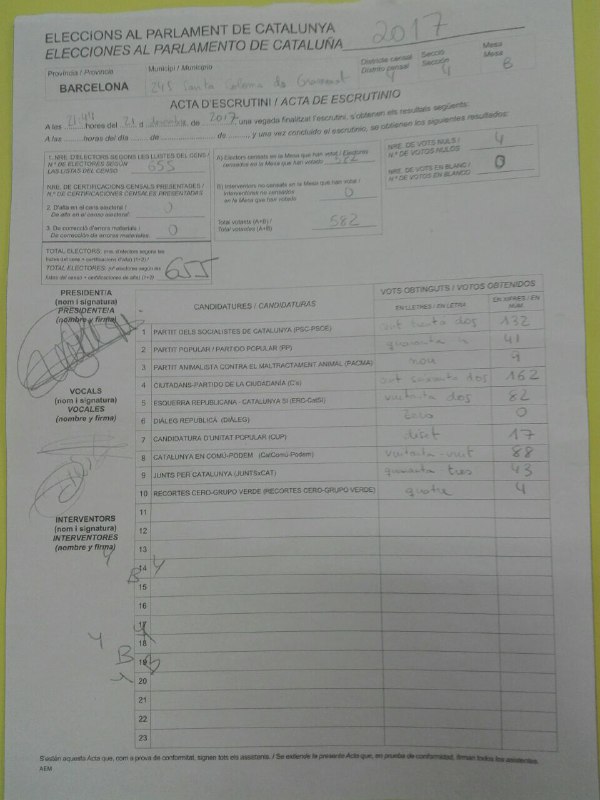 ELECCIONS AL PARLAMENT DE CATALUNYA
ELECCIONES AL PARLAMENTO DE CATALUÑA 2017
Província / Provincia
BARCELONA
Municipi / Municipio
245 Santa Coloma de Gramenet
Districte censal
Distrito censal
Secció
Sección
4
Mesa
Mesa
B
ACTA D'ESCRUTINI / ACTA DE ESCRUTINIO
A les 21:44 hores del 21 d desembre de 2017 una vegada finalitzat l'escrutini, s'obtenen els resultats següents:
A las hores del día de de y una vez concluido el escrutinio, se obtienen los siguientes resultados:
1. NRE. D'ELECTORS SEGONS LES LLISTES DEL CENS /
N.º DE ELECTORES SEGÚN
LAS LISTAS DEL CENSO 655
NRE. DE CERTIFICACIONS CENSALS PRESENTADES /
N.º DE CERTIFICACIONES CENSALES PRESENTADAS
2. D'alta en el cens electoral /
De alta en el censo electoral 0
3. De correcció d'errors materials /
De corrección de errores materiales 0
TOTAL ELECTORS: (nre. d'electors segons les
llistes del cens + certificacions d'alta) (1+2) /
TOTAL ELECTORES: (nº electores según
listas del censo + certificaciones de alta) (1+2) 655
A) Electors censats en la Mesa que han votat / Electores
censados en la Mesa que han votado 582
B) Interventors no censats en la Mesa que han votat /
Interventores no censados
en la Mesa que han votado 0
Total votants (A+B) /
Total votantes (A+B) 582
NRE. DE VOTS NULS /
N.º DE VOTOS NULOS 4
NRE. DE VOTS EN BLANC /
N.º DE VOTOS EN BLANCO 0
PRESIDENT/A
(nom i signatura)
PRESIDENTE/A
(nombre y firma)
VOCALS
(nom i signatura)
VOCALES
(nombre y firma)
INTERVENTORS
(nom i signatura)
INTERVENTORES
(nombre y firma)
CANDIDATURES / CANDIDATURAS
VOTS OBTINGUTS / VOTOS OBTENIDOS
EN LLETRES / EN LETRA
EN XIFRES / EN NUM.
1 PARTIT DELS SOCIALISTES DE CATALUNYA (PSC-PSOE) cent trenta dos 132
2 PARTIT POPULAR / PARTIDO POPULAR (PP) quaranta u 41
3 PARTIT ANIMALISTA CONTRA EL MALTRACTAMENT ANIMAL (PACMA) nou 9
4 CIUTADANS-PARTIDO DE LA CIUDADANÍA (C's) cent seixanta dos 162
5 ESQUERRA REPUBLICANA - CATALUNYA SÍ (ERC-CatSí) vuitanta dos 82
6 DIÀLEG REPUBLICÀ (DIÀLEG) zero 0
7 CANDIDATURA D'UNITAT POPULAR (CUP) diset 17
8 CATALUNYA EN COMÚ-PODEM (CatComú-Podem) vuitanta-vuit 88
9 JUNTS PER CATALUNYA (JUNTSxCAT) quaranta-tres 43
10 RECORTES CERO-GRUPO VERDE (RECORTES CERO-GRUPO VERDE) quatre 4
11
12
13
14
15
16
17
18
19
20
21
22
23
S'estén aquesta Acta que, com a prova de conformitat, signen tots els assistents. / Se extiende la presente Acta que, en prueba de conformidad, firman todos los asistentes.
AEM